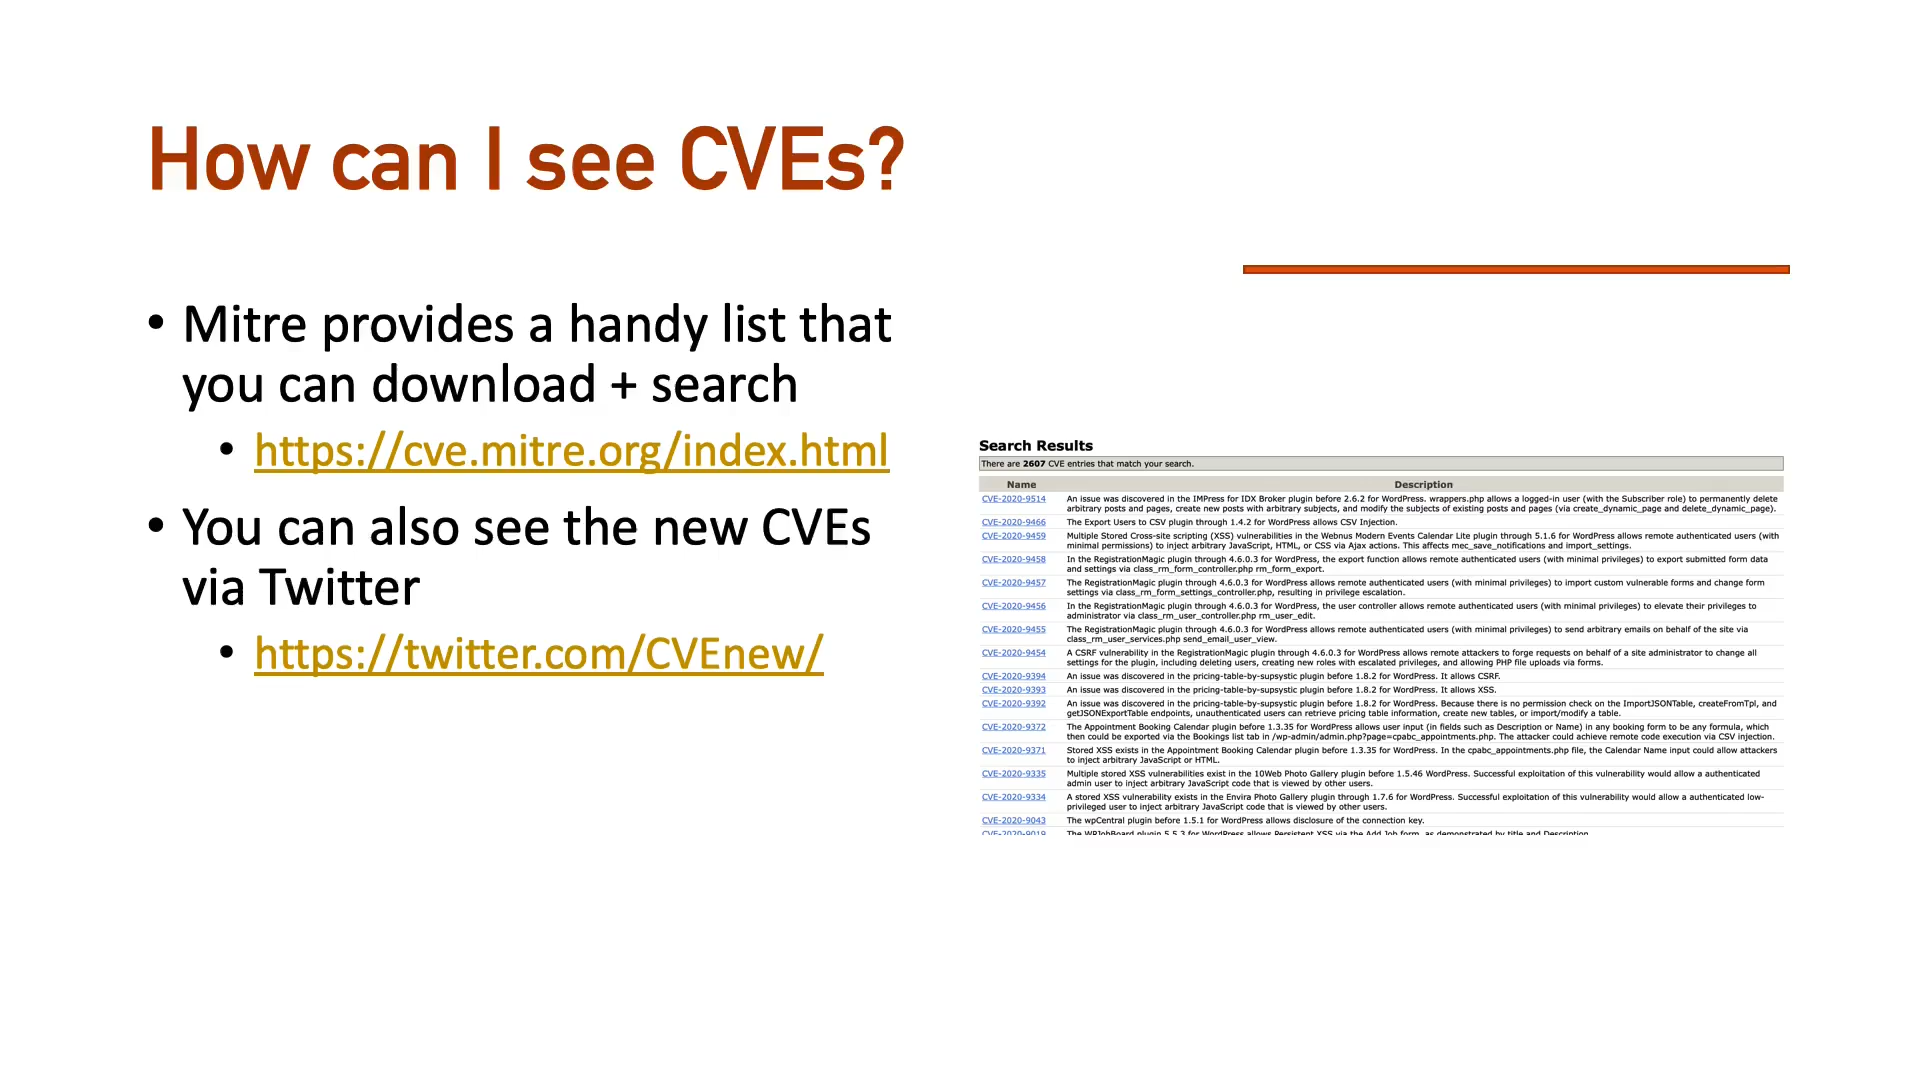 How can I see CVEs?
• Mitre provides a handy list that
you can download + search
• https://cve.mitre.org/index.html
• You can also see the new CVEs
via Twitter
• https://twitter.com/CVEnew/
Search Results
There are 2607 CVE entries that match your search.
Name Description
CVE-2020-9514 An issue was discovered in the IMPress for IDX Broker plugin before 2.6.2 for WordPress. wrappers.php allows a logged-in user (with the Subscriber role) to permanently delete
arbitrary posts and pages, create new posts with arbitrary subjects, and modify the subjects of existing posts and pages (via create_dynamic_page and delete_dynamic_page).
CVE-2020-9466 The Export Users to CSV plugin through 1.4.2 for WordPress allows CSV Injection.
CVE-2020-9459 Multiple Stored Cross-site scripting (XSS) vulnerabilities in the Webnus Modern Events Calendar Lite plugin through 5.1.6 for WordPress allows remote authenticated users (with
minimal permissions) to inject arbitrary JavaScript, HTML, or CSS via Ajax actions. This affects mec_save_notifications and import_settings.
CVE-2020-9458 In the RegistrationMagic plugin through 4.6.0.3 for WordPress, the export function allows remote authenticated users (with minimal privileges) to export submitted form data
and settings via class_rm_form_controller.php rm_form_export.
CVE-2020-9457 The RegistrationMagic plugin through 4.6.0.3 for WordPress allows remote authenticated users (with minimal privileges) to import custom vulnerable forms and change form
settings via class_rm_form_settings_controller.php, resulting in privilege escalation.
CVE-2020-9456 In the RegistrationMagic plugin through 4.6.0.3 for WordPress, the user controller allows remote authenticated users (with minimal privileges) to elevate their privileges to
administrator via class_rm_user_controller.php rm_user_edit.
CVE-2020-9455 The RegistrationMagic plugin through 4.6.0.3 for WordPress allows remote authenticated users (with minimal privileges) to send arbitrary emails on behalf of the site via
class_rm_user_services.php send_email_user_view.
CVE-2020-9454 A CSRF vulnerability in the RegistrationMagic plugin through 4.6.0.3 for WordPress allows remote attackers to forge requests on behalf of a site administrator to change all
settings for the plugin, including deleting users, creating new roles with escalated privileges, and allowing PHP file uploads via forms.
CVE-2020-9394 An issue was discovered in the pricing-table-by-supsystic plugin before 1.8.2 for WordPress. It allows CSRF.
CVE-2020-9393 An issue was discovered in the pricing-table-by-supsystic plugin before 1.8.2 for WordPress. It allows XSS.
CVE-2020-9392 An issue was discovered in the pricing-table-by-supsystic plugin before 1.8.2 for WordPress. Because there is no permission check on the ImportJSONTable, createFromTpl, and
getJSONExportTable endpoints, unauthenticated users can retrieve pricing table information, create new tables, or import/modify a table.
CVE-2020-9372 The Appointment Booking Calendar plugin before 1.3.35 for WordPress allows user input (in fields such as Description or Name) in any booking form to be any formula, which
then could be exported via the Bookings list tab in /wp-admin/admin.php?page=cpabc_appointments.php. The attacker could achieve remote code execution via CSV injection.
CVE-2020-9371 Stored XSS exists in the Appointment Booking Calendar plugin before 1.3.35 for WordPress. In the cpabc_appointments.php file, the Calendar Name input could allow attackers
to inject arbitrary JavaScript or HTML.
CVE-2020-9335 Multiple stored XSS vulnerabilities exist in the 10Web Photo Gallery plugin before 1.5.46 WordPress. Successful exploitation of this vulnerability would allow a authenticated
admin user to inject arbitrary JavaScript code that is viewed by other users.
CVE-2020-9334 A stored XSS vulnerability exists in the Envira Photo Gallery plugin through 1.7.6 for WordPress. Successful exploitation of this vulnerability would allow a authenticated low-
privileged user to inject arbitrary JavaScript code that is viewed by other users.
CVE-2020-9043 The wpCentral plugin before 1.5.1 for WordPress allows disclosure of the connection key.
CVE-2020-9019 The WPJobBoard plugin 5.5.3 for WordPress allows Persistent XSS via the Add Job form, as demonstrated by title and Description.